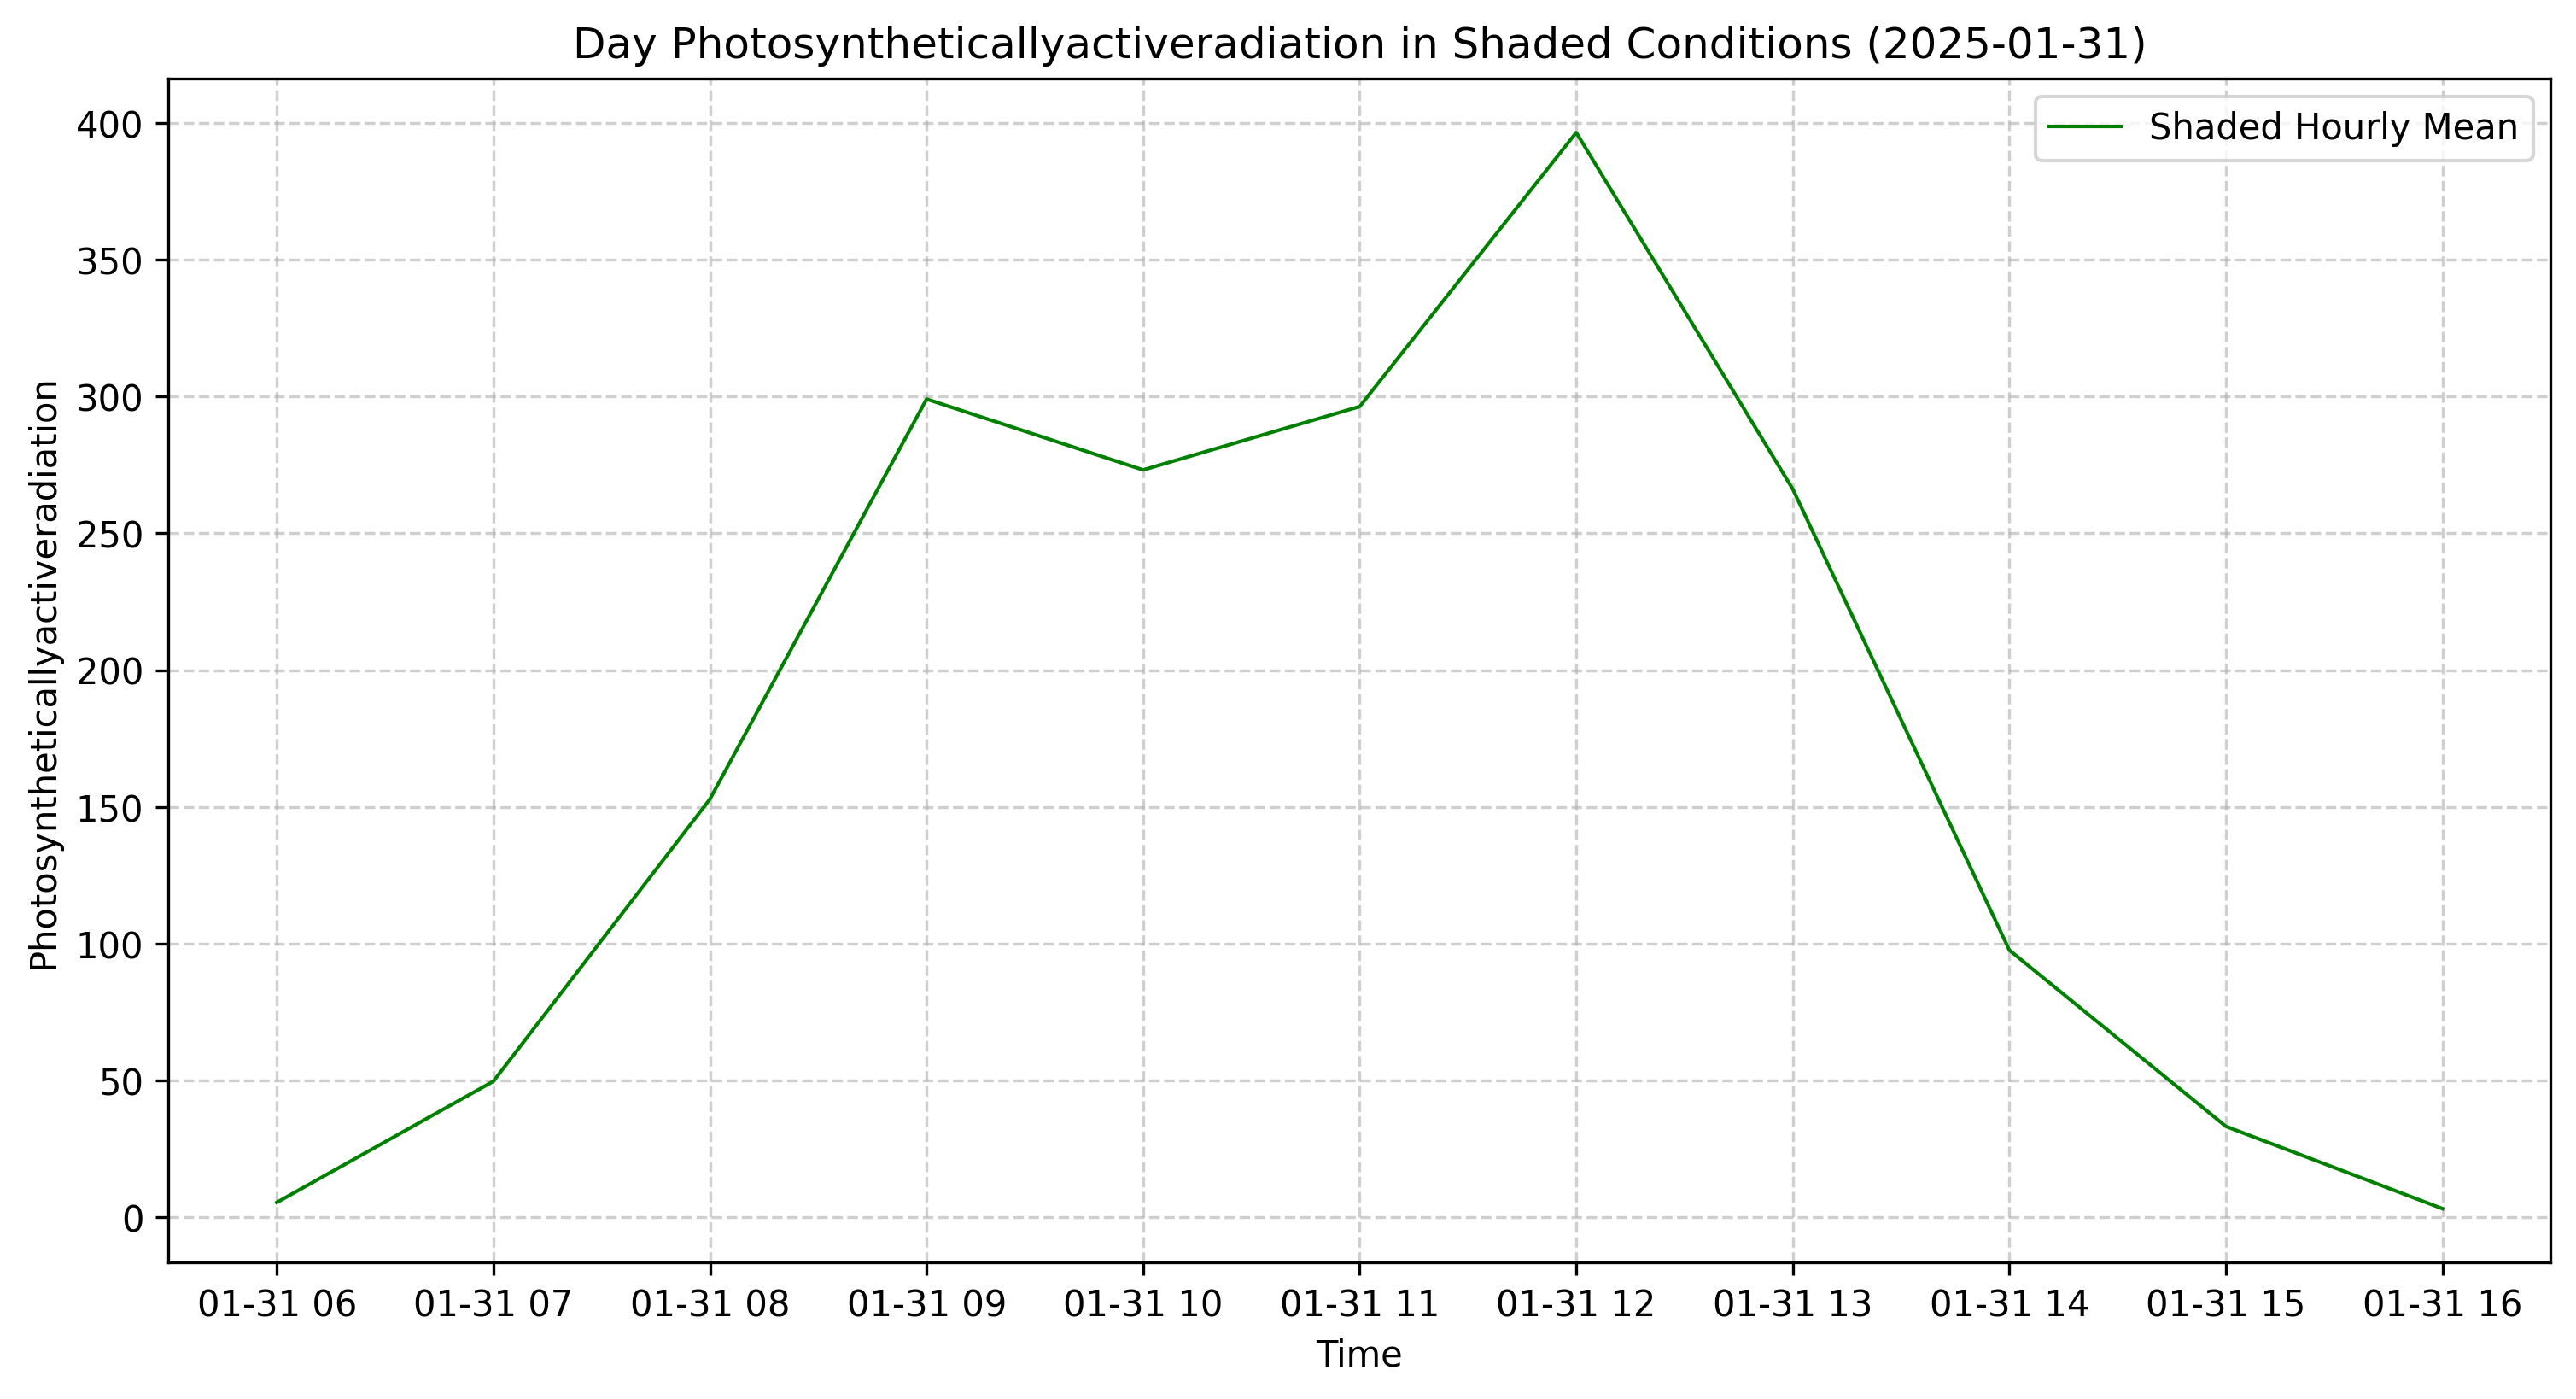 Day Photosyntheticallyactiveradiation in Shaded Conditions (2025-01-31)
Shaded Hourly Mean
Photosyntheticallyactiveradiation
400
350
300
250
200
150
100
50
0
01-31 06 01-31 07 01-31 08 01-31 09 01-31 10 01-31 11 01-31 12 01-31 13 01-31 14 01-31 15 01-31 16
Time